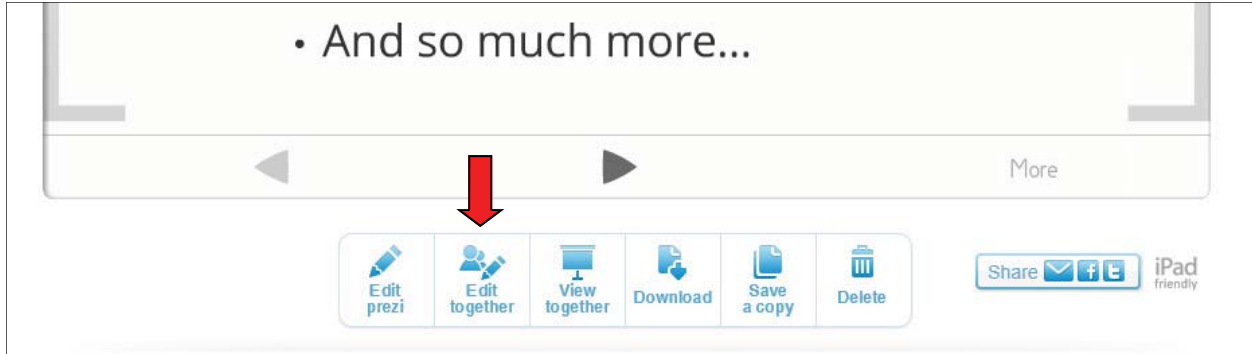 • And so much more...
More
Edit
prezi
Edit
together
View
together
Download
Save
a copy
Delete
Share
iPad
friendly